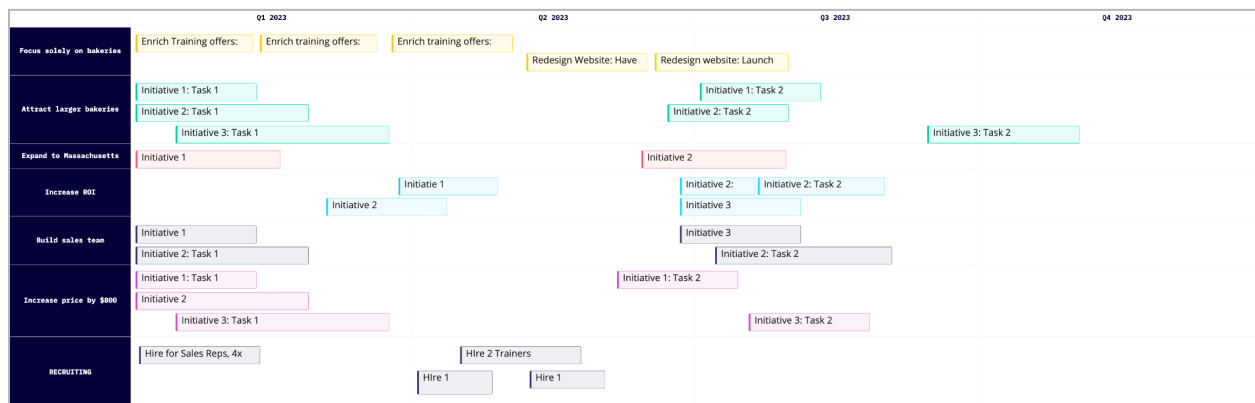 Q1 2023
Q2 2023
Q3 2023
Q4 2023
Focus solely on bakeries
Enrich Training offers:
Enrich training offers:
Enrich training offers:
Redesign Website: Have
Redesign website: Launch
Attract larger bakeries
Initiative 1: Task 1
Initiative 1: Task 2
Initiative 2: Task 1
Initiative 2: Task 2
Initiative 3: Task 1
Initiative 3: Task 2
Expand to Massachusetts
Initiative 1
Initiative 2
Increase ROI
Initiatie 1
Initiative 2:
Initiative 2: Task 2
Initiative 2
Initiative 3
Build sales team
Initiative 1
Initiative 3
Initiative 2: Task 1
Initiative 2: Task 2
Increase price by $800
Initiative 1: Task 1
Initiative 1: Task 2
Initiative 2
Initiative 3: Task 1
Initiative 3: Task 2
RECRUITING
Hire for Sales Reps, 4x
HIre 2 Trainers
HIre 1
Hire 1